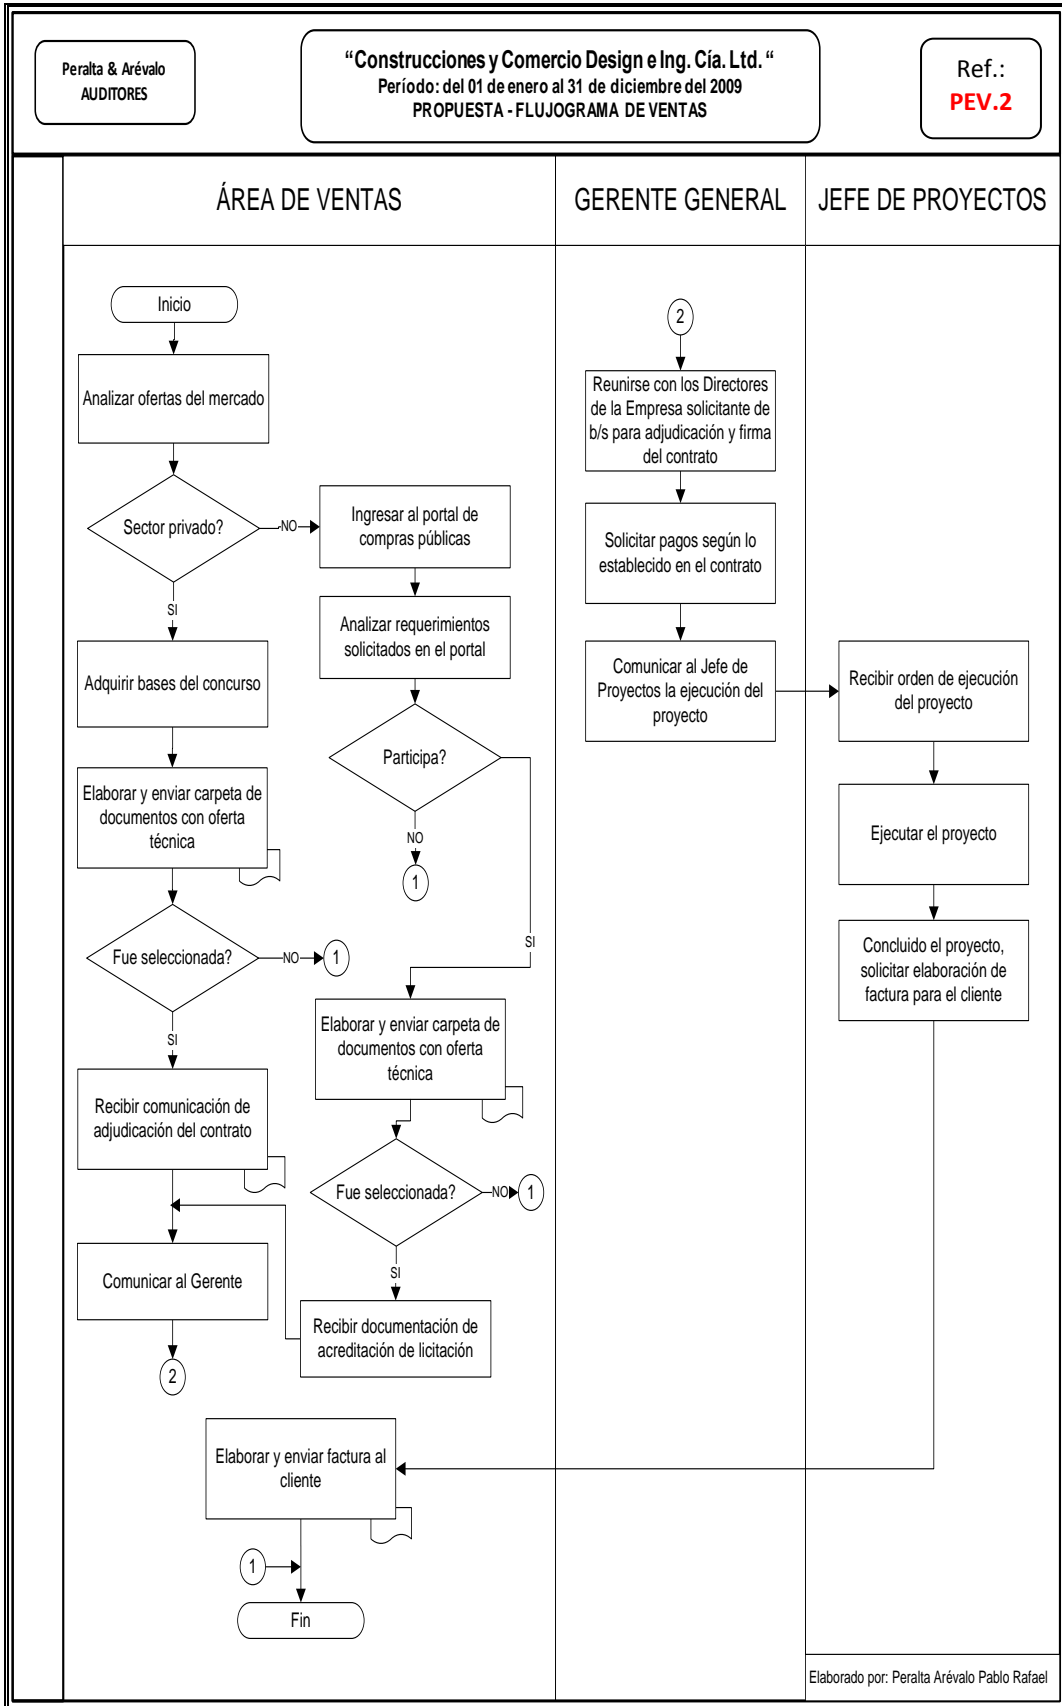 Peralta & Arévalo
AUDITORES
“Construcciones y Comercio Design e Ing. Cía. Ltd. “
Período: del 01 de enero al 31 de diciembre del 2009
PROPUESTA - FLUJOGRAMA DE VENTAS
Ref.:
PEV.2
ÁREA DE VENTAS
GERENTE GENERAL
JEFE DE PROYECTOS
Inicio
Analizar ofertas del mercado
Sector privado?
NO
Ingresar al portal de
compras públicas
SI
Analizar requerimientos
solicitados en el portal
Adquirir bases del concurso
Participa?
NO
1
SI
Elaborar y enviar carpeta de
documentos con oferta
técnica
Fue seleccionada?
NO
1
SI
Elaborar y enviar carpeta de
documentos con oferta
técnica
Recibir comunicación de
adjudicación del contrato
Fue seleccionada?
NO
1
SI
Comunicar al Gerente
Recibir documentación de
acreditación de licitación
2
Elaborar y enviar factura al
cliente
1
Fin
2
Reunirse con los Directores
de la Empresa solicitante de
b/s para adjudicación y firma
del contrato
Solicitar pagos según lo
establecido en el contrato
Comunicar al Jefe de
Proyectos la ejecución del
proyecto
Recibir orden de ejecución
del proyecto
Ejecutar el proyecto
Concluido el proyecto,
solicitar elaboración de
factura para el cliente
Elaborado por: Peralta Arévalo Pablo Rafael